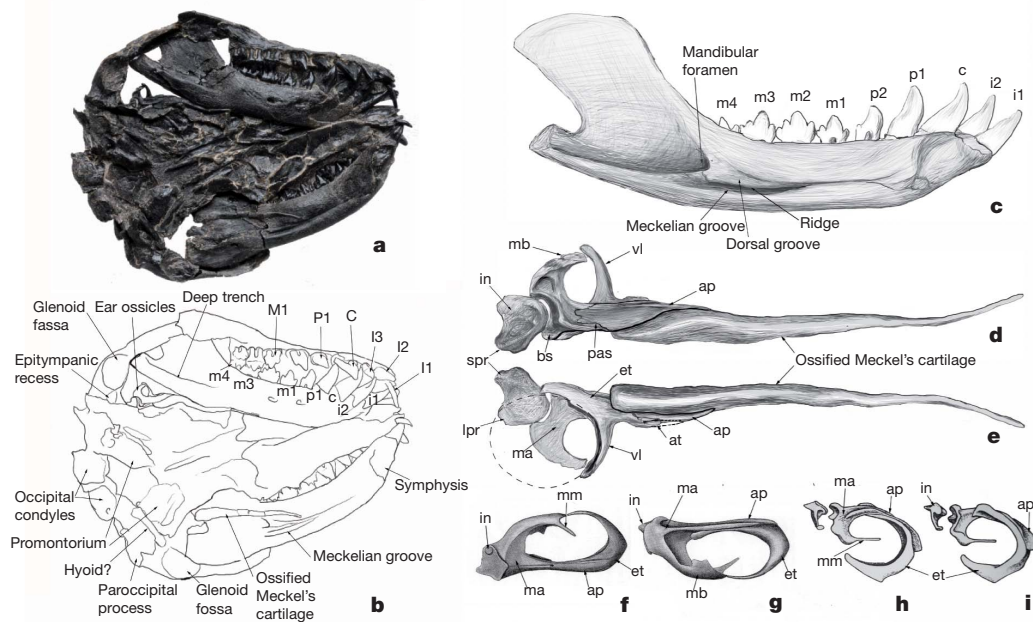 a
Glenoid
fassa
Ear ossicles
Deep trench
M1
P1
C
I3
I2
I1
Epitympanic
recess
m4
m3
m1
p1
c
i2
i1
Symphysis
Occipital
condyles
Promontorium
Hyoid?
Paroccipital
process
Glenoid
fossa
Ossified
Meckel's
cartilage
Meckelian groove
b
Mandibular
foramen
m4
m3
m2
m1
p2
p1
c
i2
i1
Meckelian groove
Ridge
Dorsal groove
c
mb
vl
in
ap
spr
bs
pas
Ossified Meckel's cartilage
d
et
lpr
ma
at
ap
vl
e
in
mm
ma
ap
et
f
ma
ap
mb
et
g
ma
ap
mm
et
h
in
ap
i